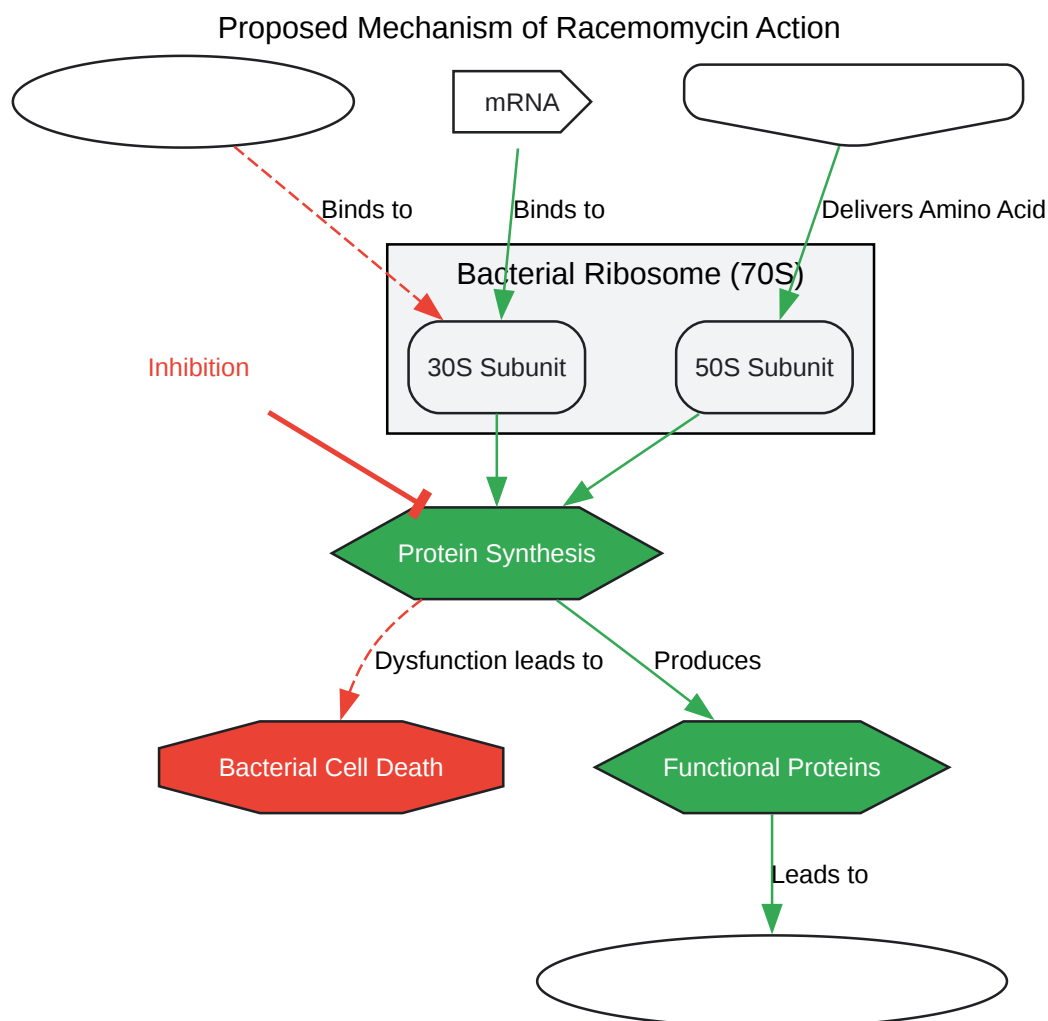 Proposed Mechanism of Racemomycin Action
mRNA
Binds to
Binds to
Delivers Amino Acid
Bacterial Ribosome (70S)
Inhibition
30S Subunit
50S Subunit
Protein Synthesis
Dysfunction leads to
Produces
Bacterial Cell Death
Functional Proteins
Leads to